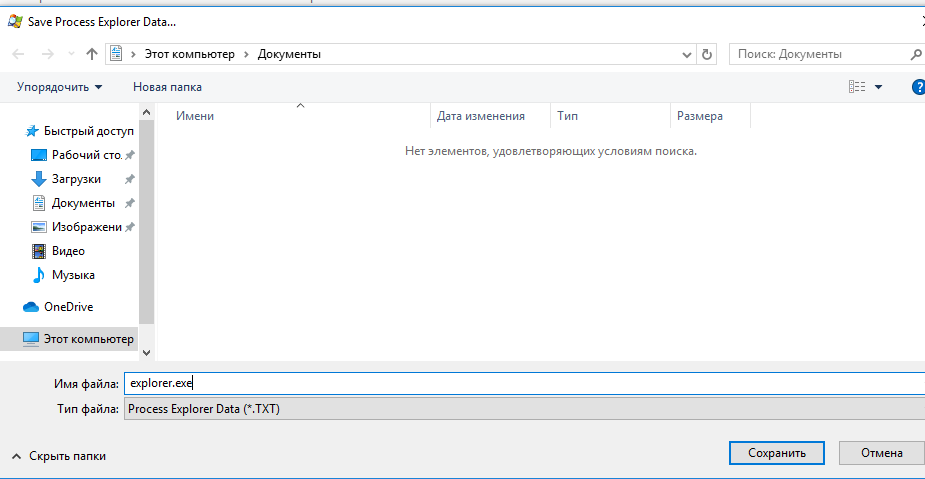 Save Process Explorer Data...
Этот компьютер Документы
Поиск: Документы
Упорядочить Новая папка
?
Имени Дата изменения Тип Размера
Нет элементов, удовлетворяющих условиям поиска.
Быстрый доступ
Рабочий сто.
Загрузки
Документы
Изображени
Видео
Музыка
OneDrive
Этот компьютер
Имя файла: explorer.exe
Тип файла: Process Explorer Data (*.TXT)
Скрыть папки Сохранить Отмена